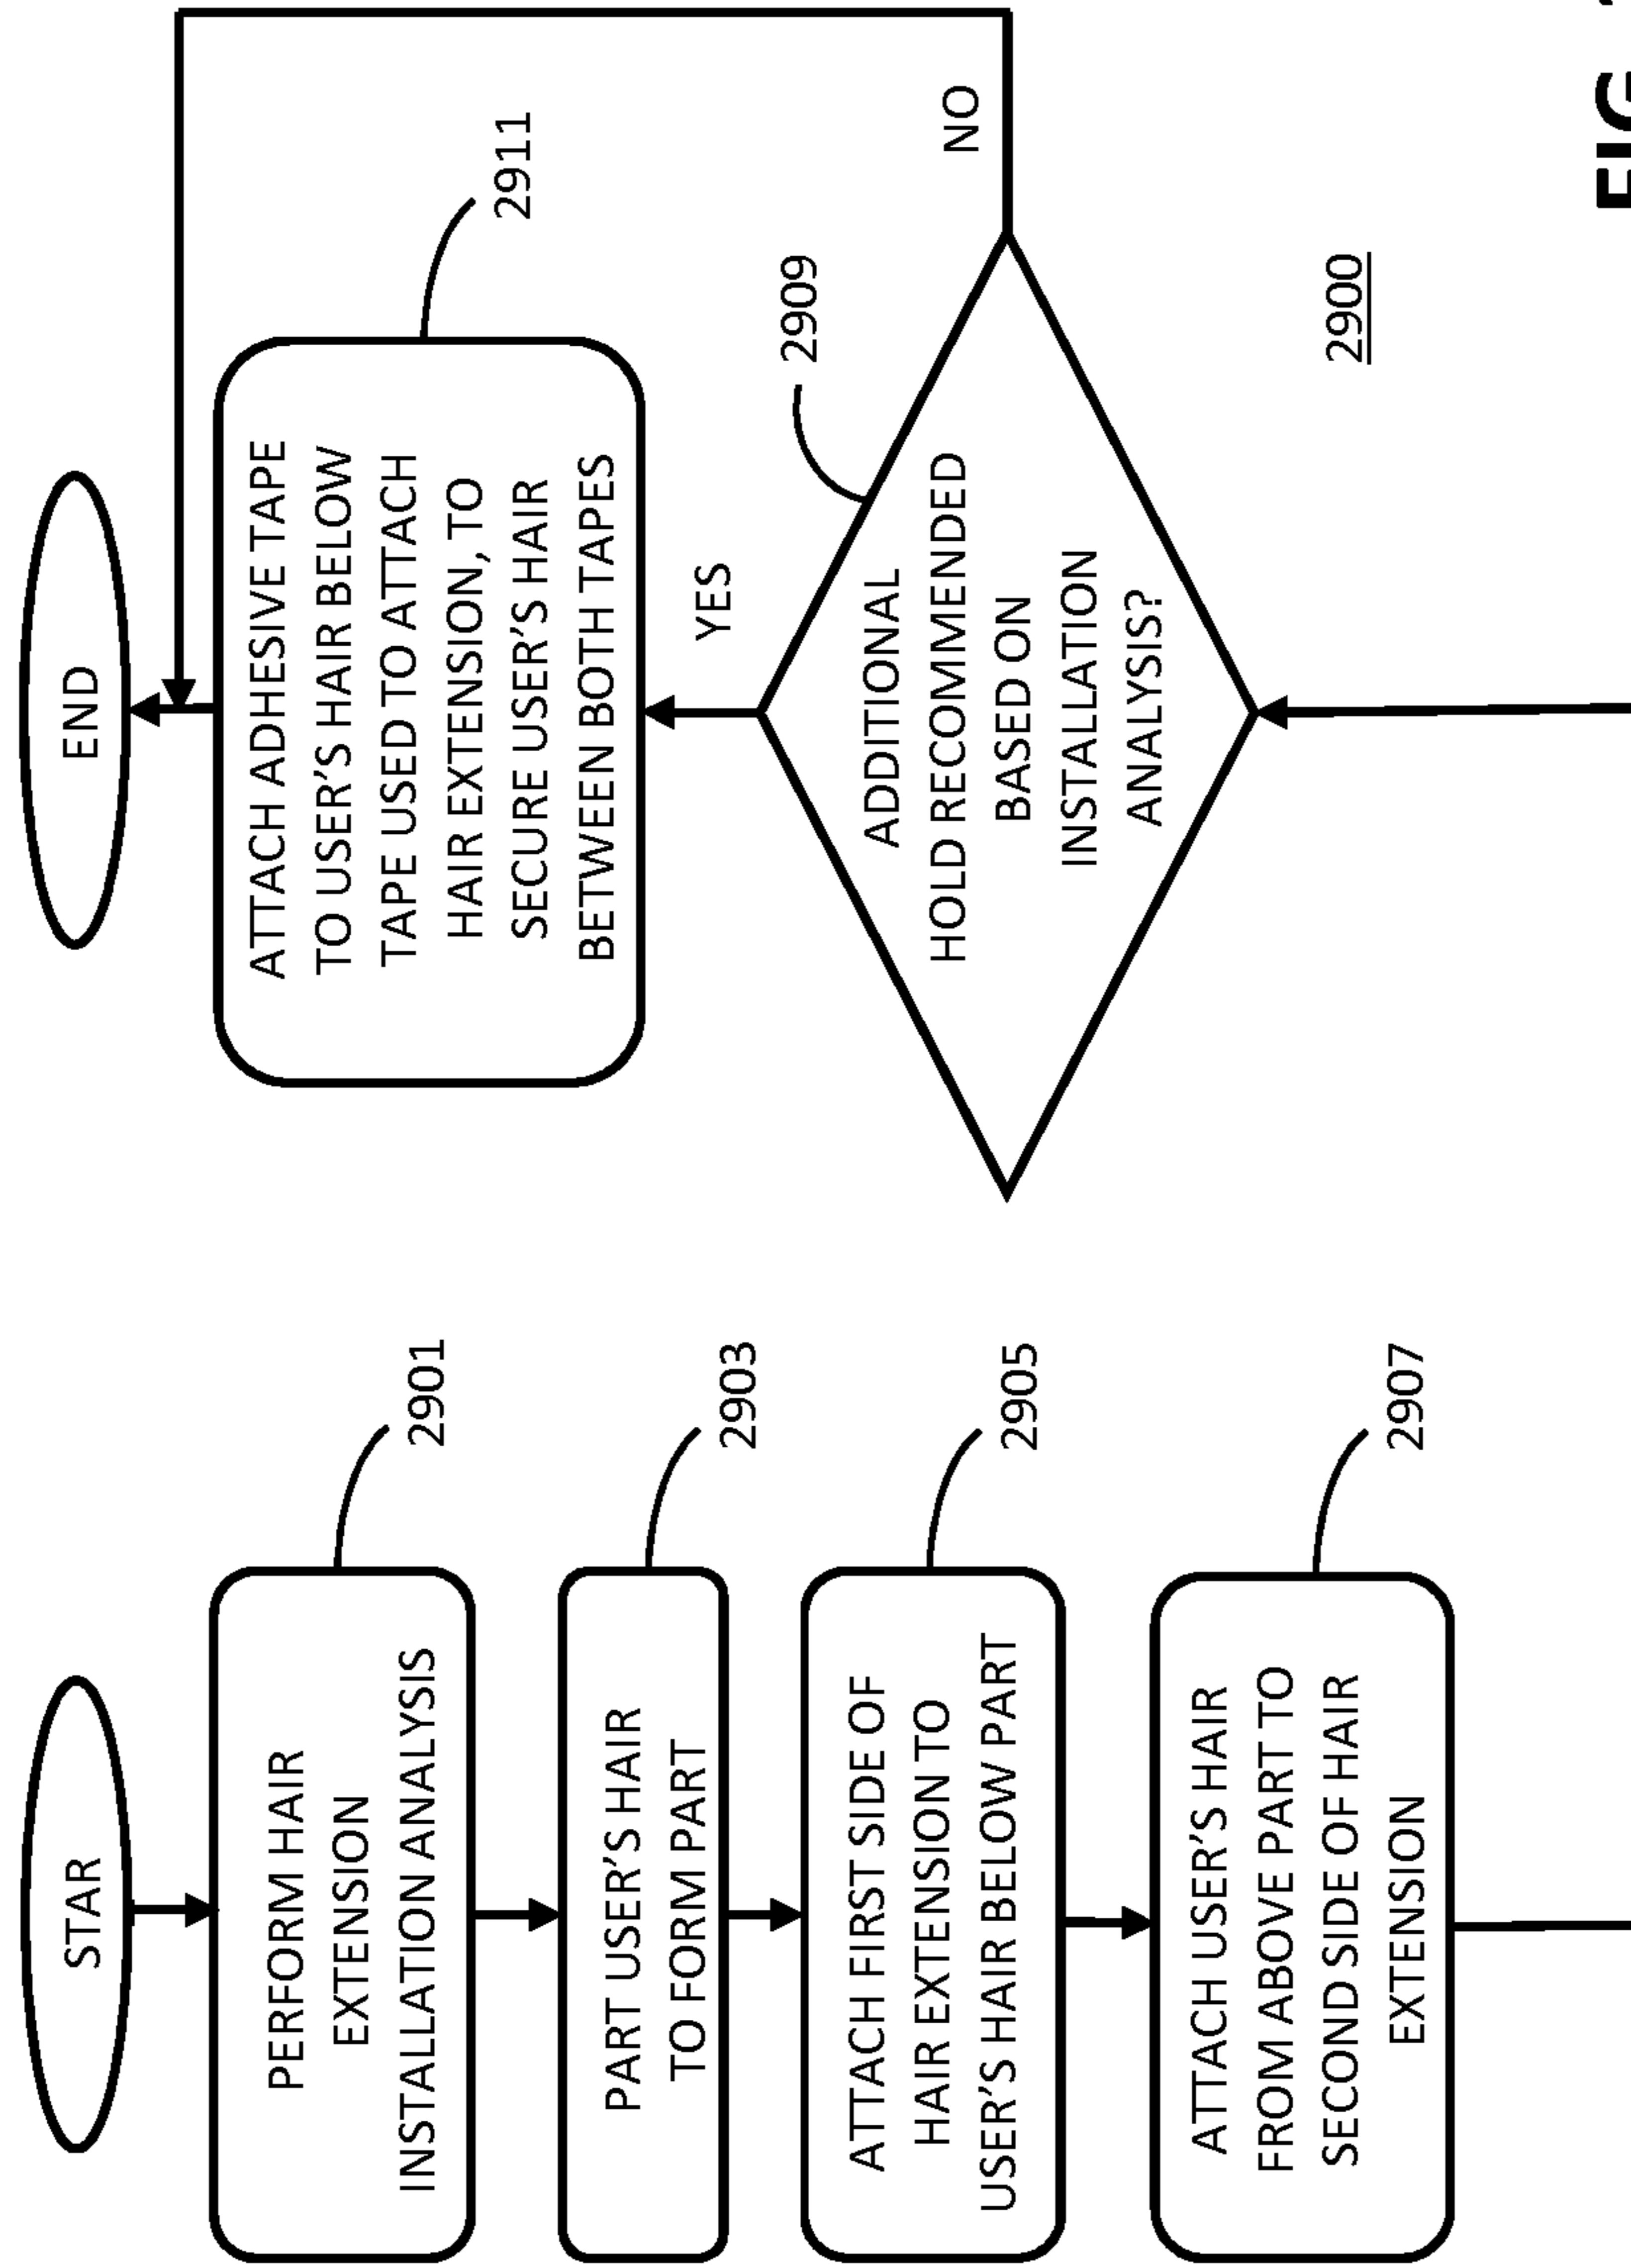 STAR
PERFORM HAIR
EXTENSION
INSTALLATION ANALYSIS
2901
PART USER'S HAIR
TO FORM PART
2903
ATTACH FIRST SIDE OF
HAIR EXTENSION TO
USER'S HAIR BELOW PART
2905
ATTACH USER'S HAIR
FROM ABOVE PART TO
SECOND SIDE OF HAIR
EXTENSION
2907
END
ATTACH ADHESIVE TAPE
TO USER'S HAIR BELOW
TAPE USED TO ATTACH
HAIR EXTENSION, TO
SECURE USER'S HAIR
BETWEEN BOTH TAPES
2911
YES
2909
ADDITIONAL
HOLD RECOMMENDED
BASED ON
INSTALLATION
ANALYSIS?
NO
2900
FIG.